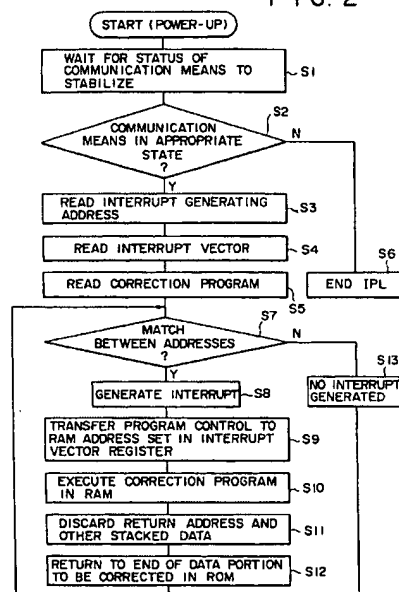 FIG. 2
START (POWER-UP)
WAIT FOR STATUS OF
COMMUNICATION MEANS TO
STABILIZE
S1
S2
COMMUNICATION
MEANS IN APPROPRIATE
STATE
?
N
Y
READ INTERRUPT GENERATING
ADDRESS
S3
READ INTERRUPT VECTOR
S4
S6
READ CORRECTION PROGRAM
S5
END IPL
S7
MATCH
BETWEEN ADDRESSES
?
N
Y
S13
GENERATE INTERRUPT
S8
NO INTERRUPT
GENERATED
TRANSFER PROGRAM CONTROL TO
RAM ADDRESS SET IN INTERRUPT
VECTOR REGISTER
S9
EXECUTE CORRECTION PROGRAM
IN RAM
S10
DISCARD RETURN ADDRESS AND
OTHER STACKED DATA
S11
RETURN TO END OF DATA PORTION
TO BE CORRECTED IN ROM
S12